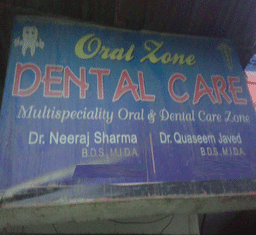 Oral Zone
DENTAL CARE
Multispeciality Oral & Dental Care Zone
Dr. Neeraj Sharma
B.D.S, M.I.D.A.
Dr. Quaseem Javed
B.D.S, M.I.D.A.